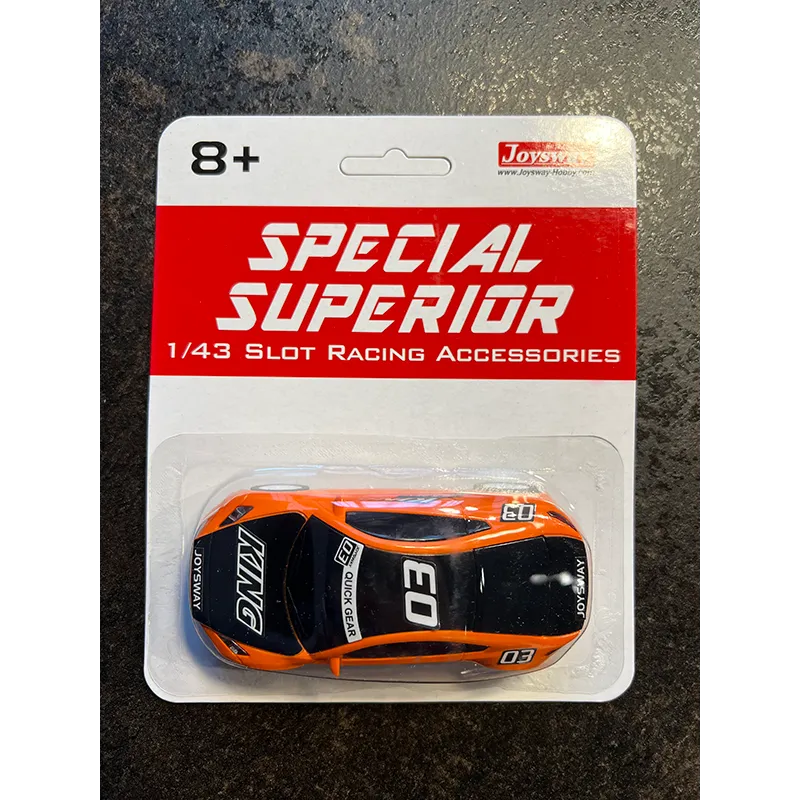 8+
Joysway
www.Joysway-Hobby.com
SPECIAL
SUPERIOR
1/43 SLOT RACING ACCESSORIES
JOYSWAY
KING
03
QUICK GEAR
03
03
03
JOYSWAY